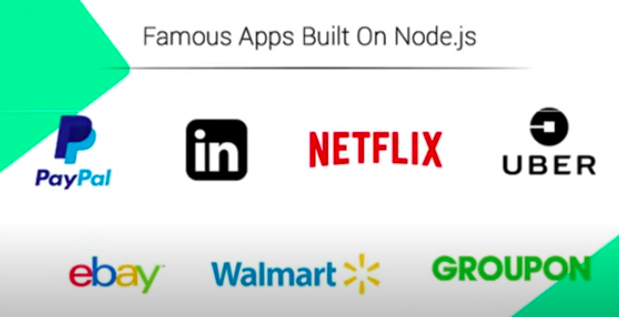 Famous Apps Built On Node.js
PayPal
in
NETFLIX
UBER
ebay
Walmart
GROUPON